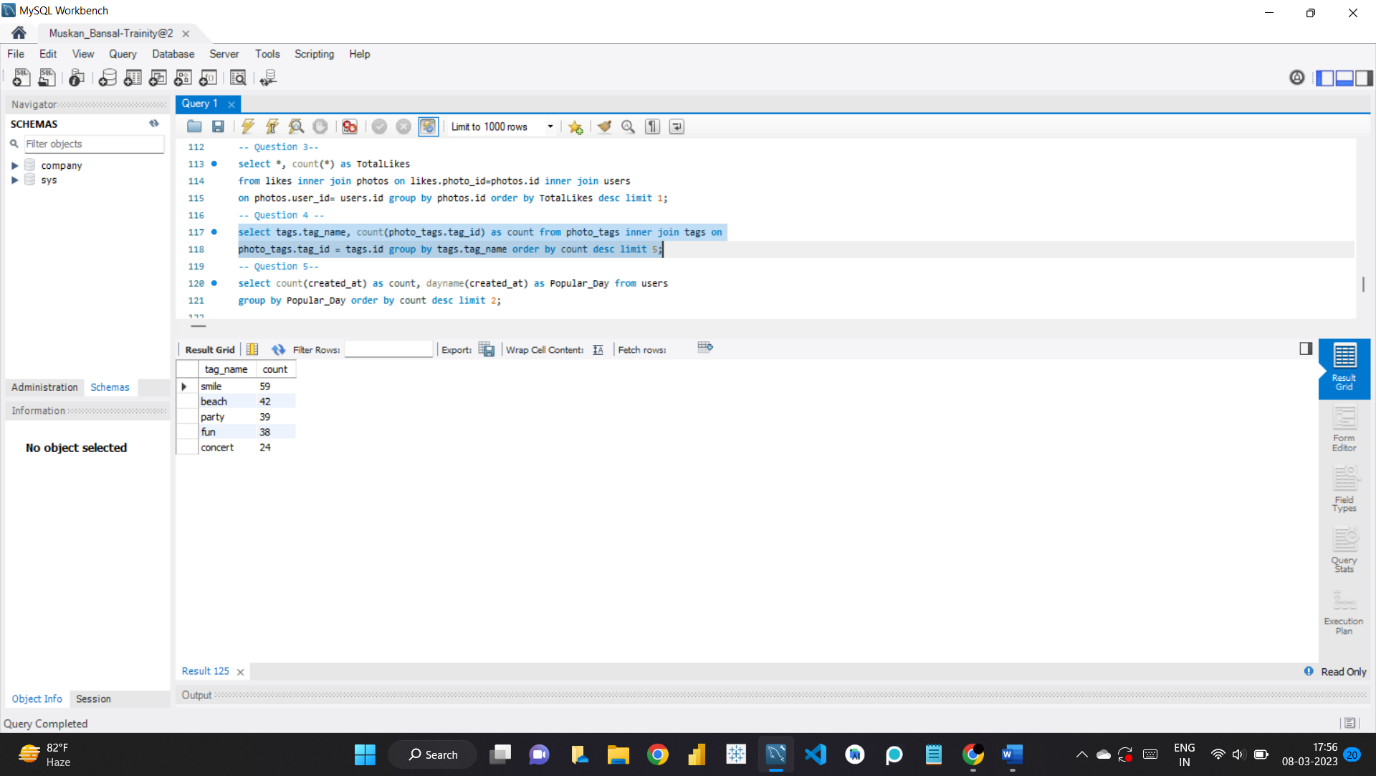 MySQL Workbench
Muskan_Bansal-Trainity@2
File Edit View Query Database Server Tools Scripting Help
Navigator
SCHEMAS
Filter objects
company
sys
Administration Schemas
Information
No object selected
Object Info Session
Query Completed
Query 1
Limit to 1000 rows
112 -- Question 3--
113 select *, count(*) as TotalLikes
114 from likes inner join photos on likes.photo_id=photos.id inner join users
115 on photos.user_id= users.id group by photos.id order by TotalLikes desc limit 1;
116 -- Question 4 --
117 select tags.tag_name, count(photo_tags.tag_id) as count from photo_tags inner join tags on
118 photo_tags.tag_id = tags.id group by tags.tag_name order by count desc limit 5;
119 -- Question 5--
120 select count(created_at) as count, dayname(created_at) as Popular_Day from users
121 group by Popular_Day order by count desc limit 2;
122
Result Grid Filter Rows: Export: Wrap Cell Content: Fetch rows:
tag_name count
smile 59
beach 42
party 39
fun 38
concert 24
Result Grid
Form Editor
Field Types
Query Stats
Execution Plan
Result 125
Read Only
Output
82°F
Haze
Search
ENG
IN
17:56
08-03-2023
20